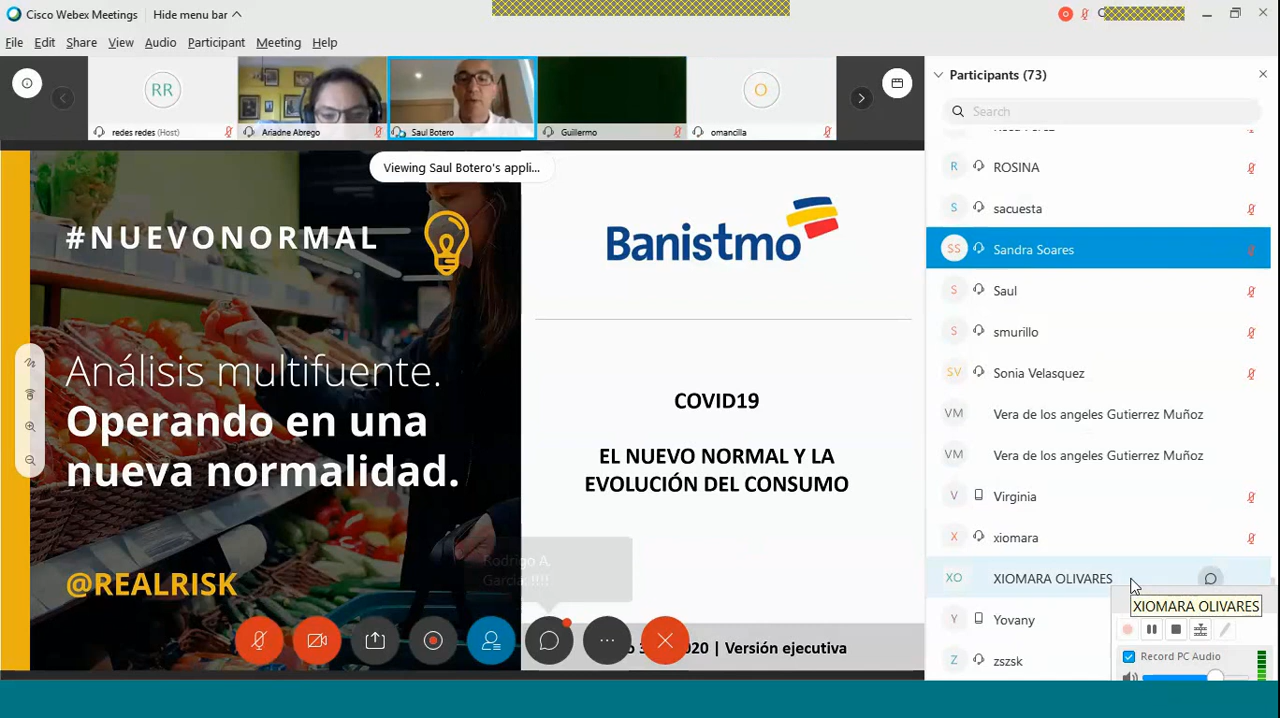 Cisco Webex Meetings
Hide menu bar
File Edit Share View Audio Participant Meeting Help
RR
redes redes (Host)
Ariadne Abrego
Saul Botero
Guillermo
O
omancilla
Viewing Saul Botero's appli...
#NUEVONORMAL
Análisis multifuente.
Operando en una
nueva normalidad.
@REALRISK
Banistmo
COVID19
EL NUEVO NORMAL Y LA
EVOLUCIÓN DEL CONSUMO
2020 | Versión ejecutiva
Rodrigo A.
Garcia: !!!!
Participants (73)
Search
R ROSINA
S sacuesta
SS Sandra Soares
S Saul
S smurillo
SV Sonia Velasquez
VM Vera de los angeles Gutierrez Muñoz
VM Vera de los angeles Gutierrez Muñoz
V Virginia
X xiomara
XO XIOMARA OLIVARES
XIOMARA OLIVARES
Y Yovany
Z zszsk
Record PC Audio